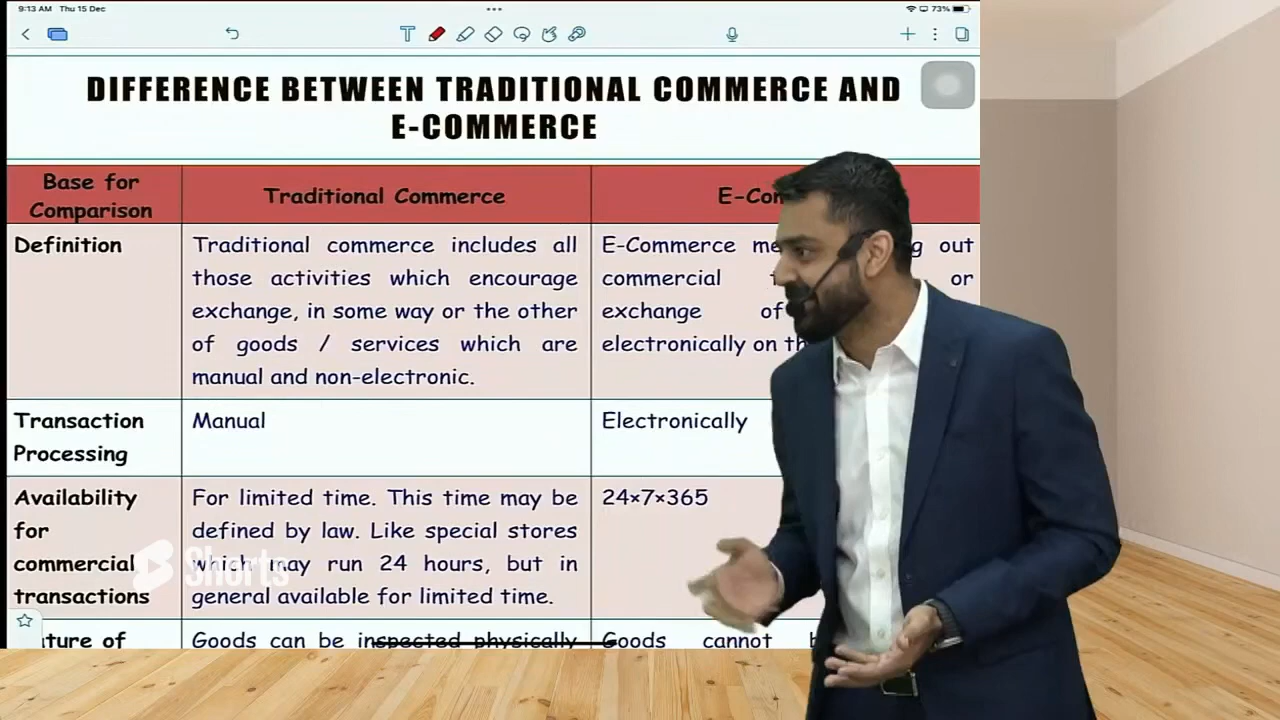 9:13 AM Thu 15 Dec
73%
DIFFERENCE BETWEEN TRADITIONAL COMMERCE AND
E-COMMERCE
Base for
Comparison
Traditional Commerce
Definition
Traditional commerce includes all
those activities which encourage
exchange, in some way or the other
of goods / services which are
manual and non-electronic.
E-Commerce out
commercial or
exchange of
electronically on
Transaction
Processing
Manual
Electronically
Availability
for
commercial
transactions
For limited time. This time may be
defined by law. Like special stores
which may run 24 hours, but in
general available for limited time.
24×7×365
Shorts
of
Goods can be inspected physically
Goods cannot